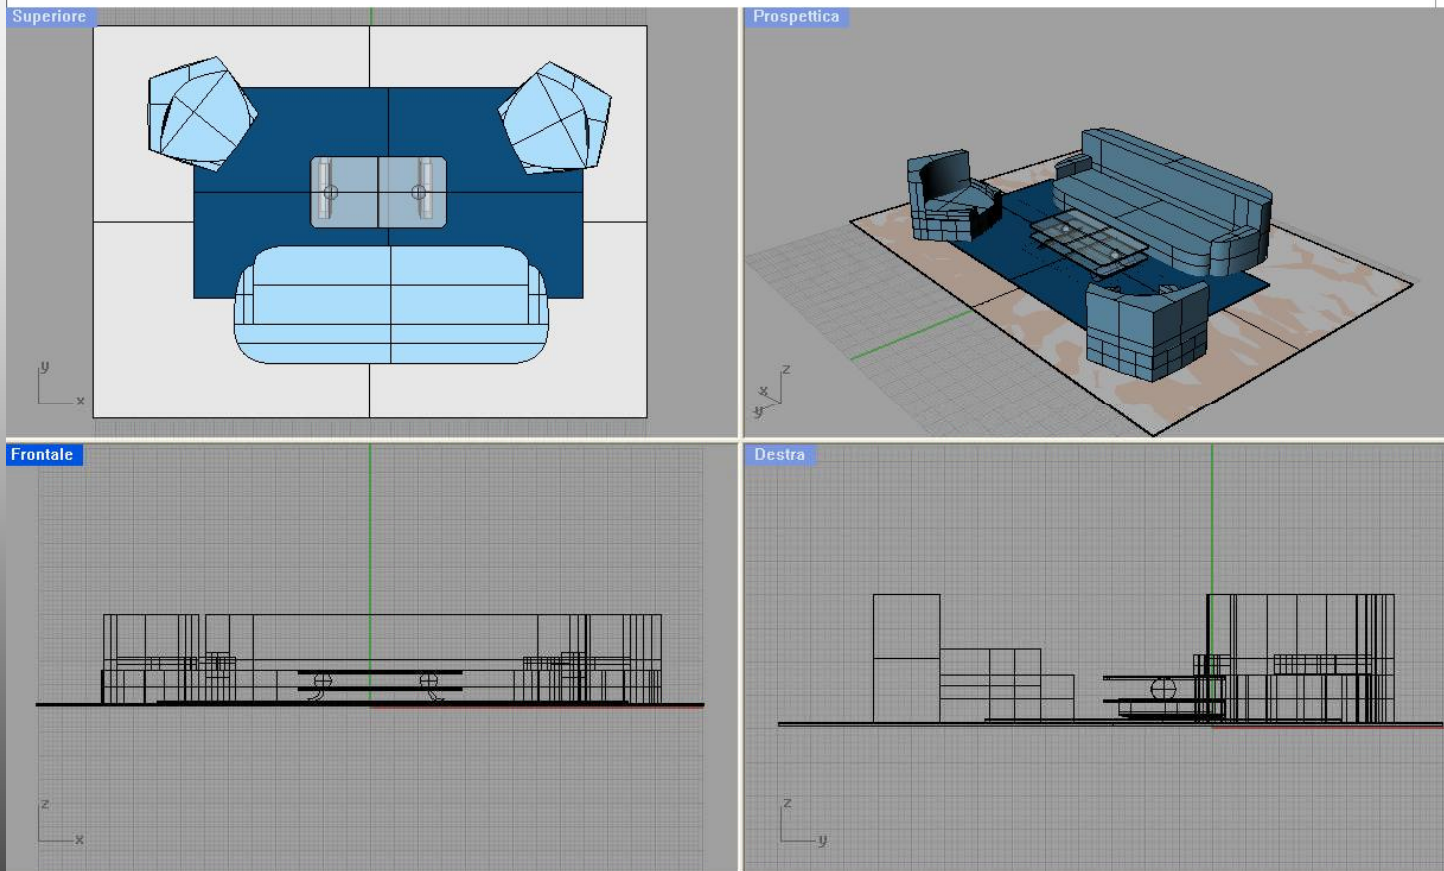 Superiore
Prospettica
y
x
z
x
y
Frontale
Destra
z
x
z
y